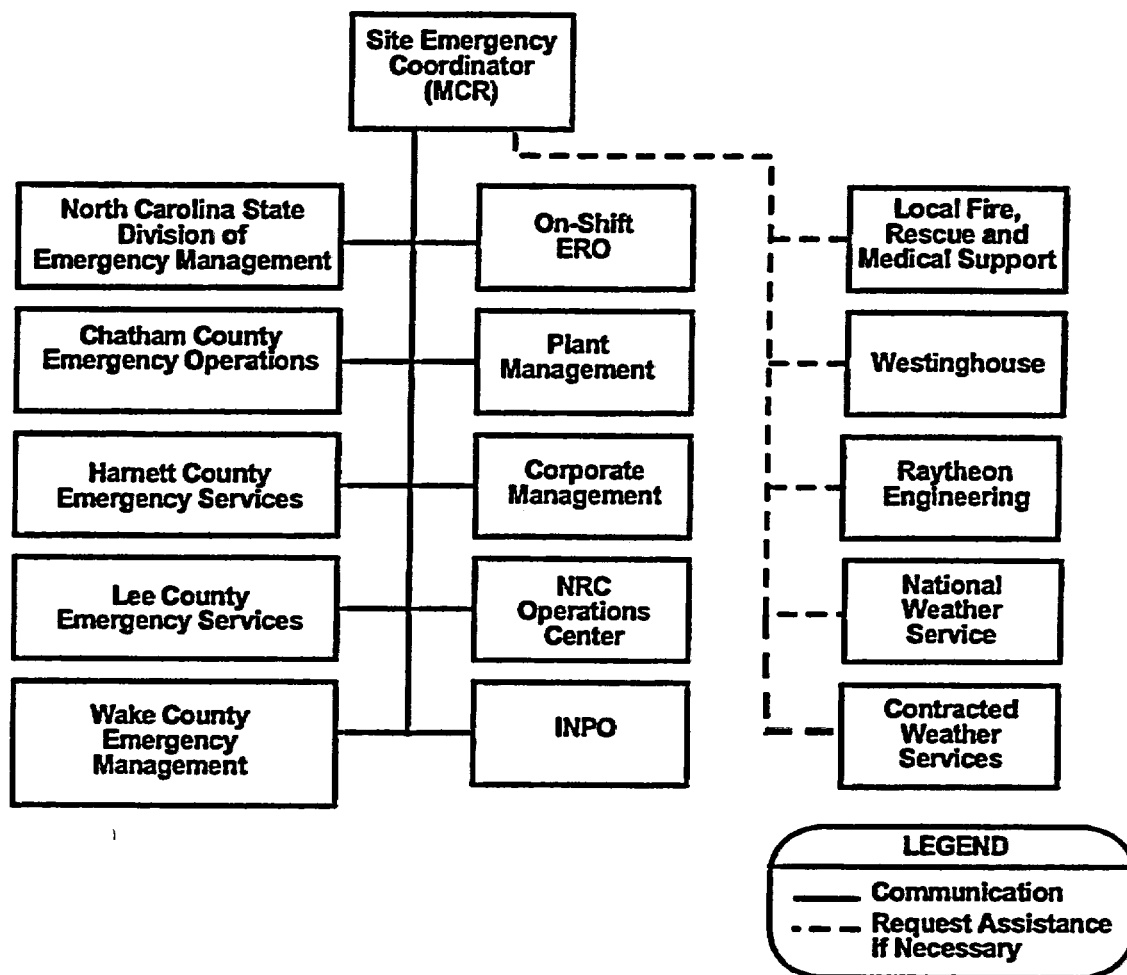 Site Emergency
Coordinator
(MCR)
North Carolina State
Division of
Emergency Management
On-Shift
ERO
Local Fire,
Rescue and
Medical Support
Chatham County
Emergency Operations
Plant
Management
Westinghouse
Harnett County
Emergency Services
Corporate
Management
Raytheon
Engineering
Lee County
Emergency Services
NRC
Operations
Center
National
Weather
Service
Wake County
Emergency
Management
INPO
Contracted
Weather
Services
LEGEND
Communication
Request Assistance
if Necessary